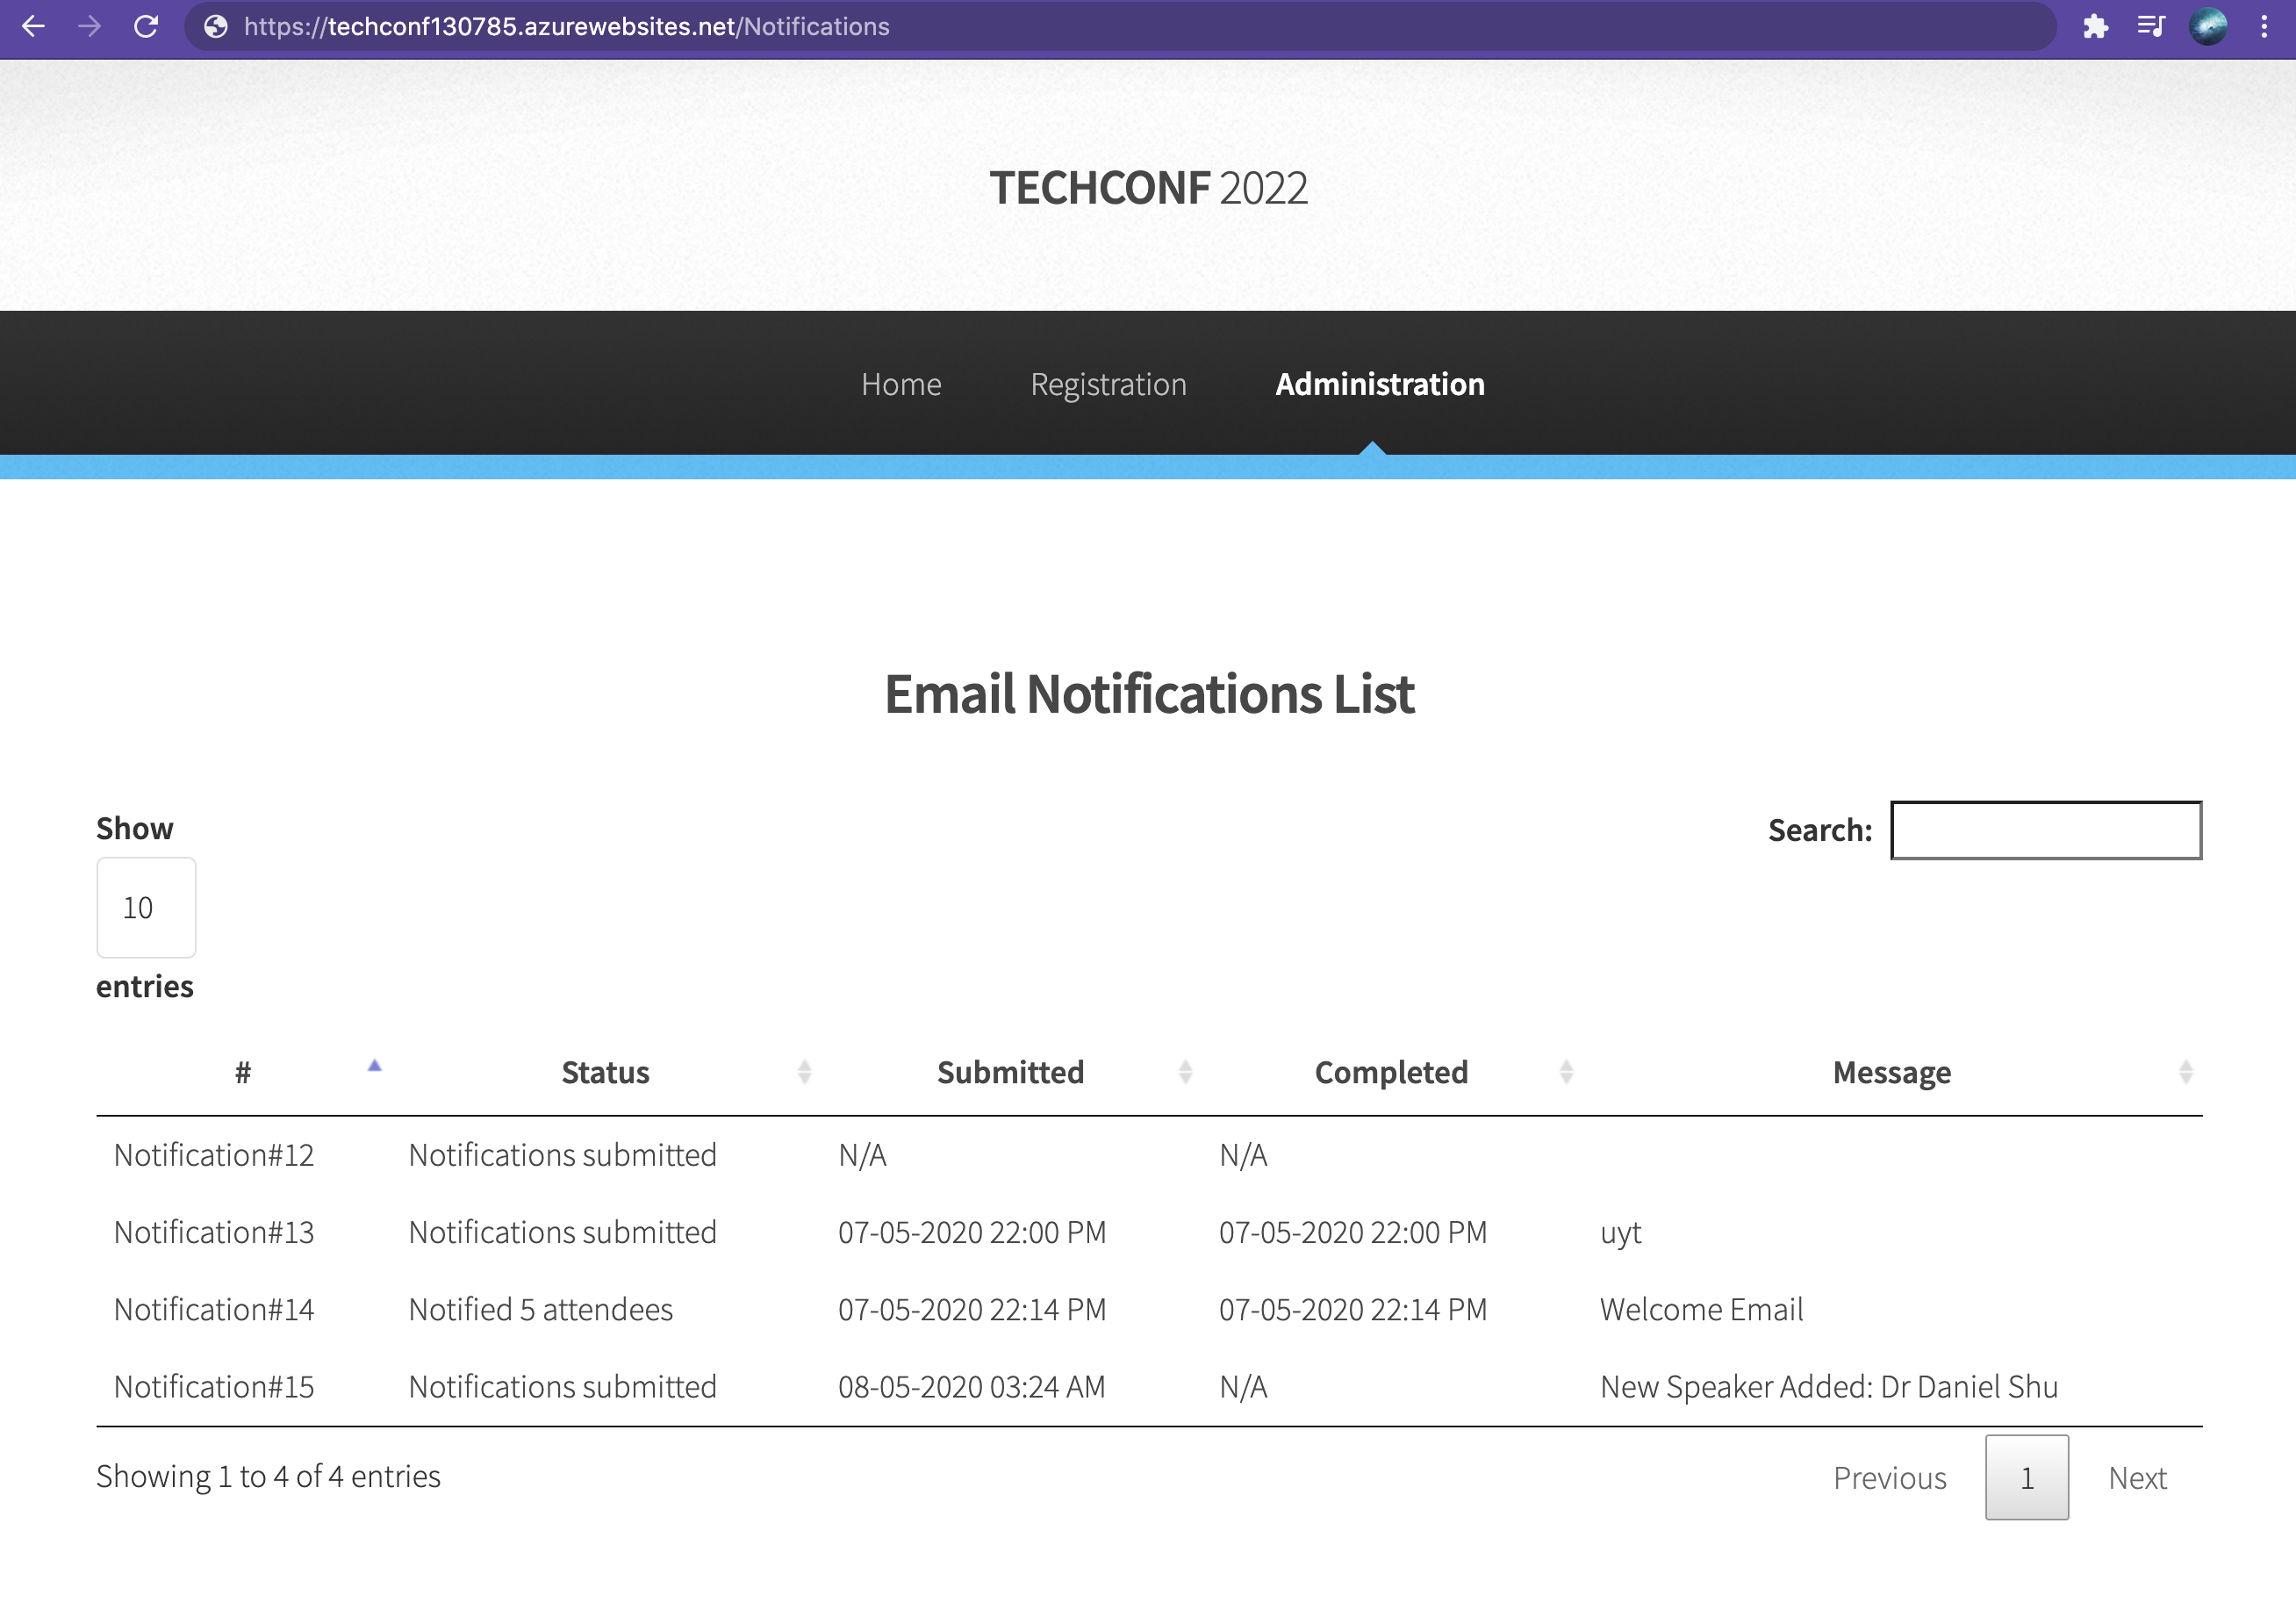 https://techconf130785.azurewebsites.net/Notifications
TECHCONF 2022
Home Registration Administration
Email Notifications List
Show
Search:
10
entries
# Status Submitted Completed Message
Notification#12 Notifications submitted N/A N/A
Notification#13 Notifications submitted 07-05-2020 22:00 PM 07-05-2020 22:00 PM uyt
Notification#14 Notified 5 attendees 07-05-2020 22:14 PM 07-05-2020 22:14 PM Welcome Email
Notification#15 Notifications submitted 08-05-2020 03:24 AM N/A New Speaker Added: Dr Daniel Shu
Showing 1 to 4 of 4 entries
Previous 1 Next